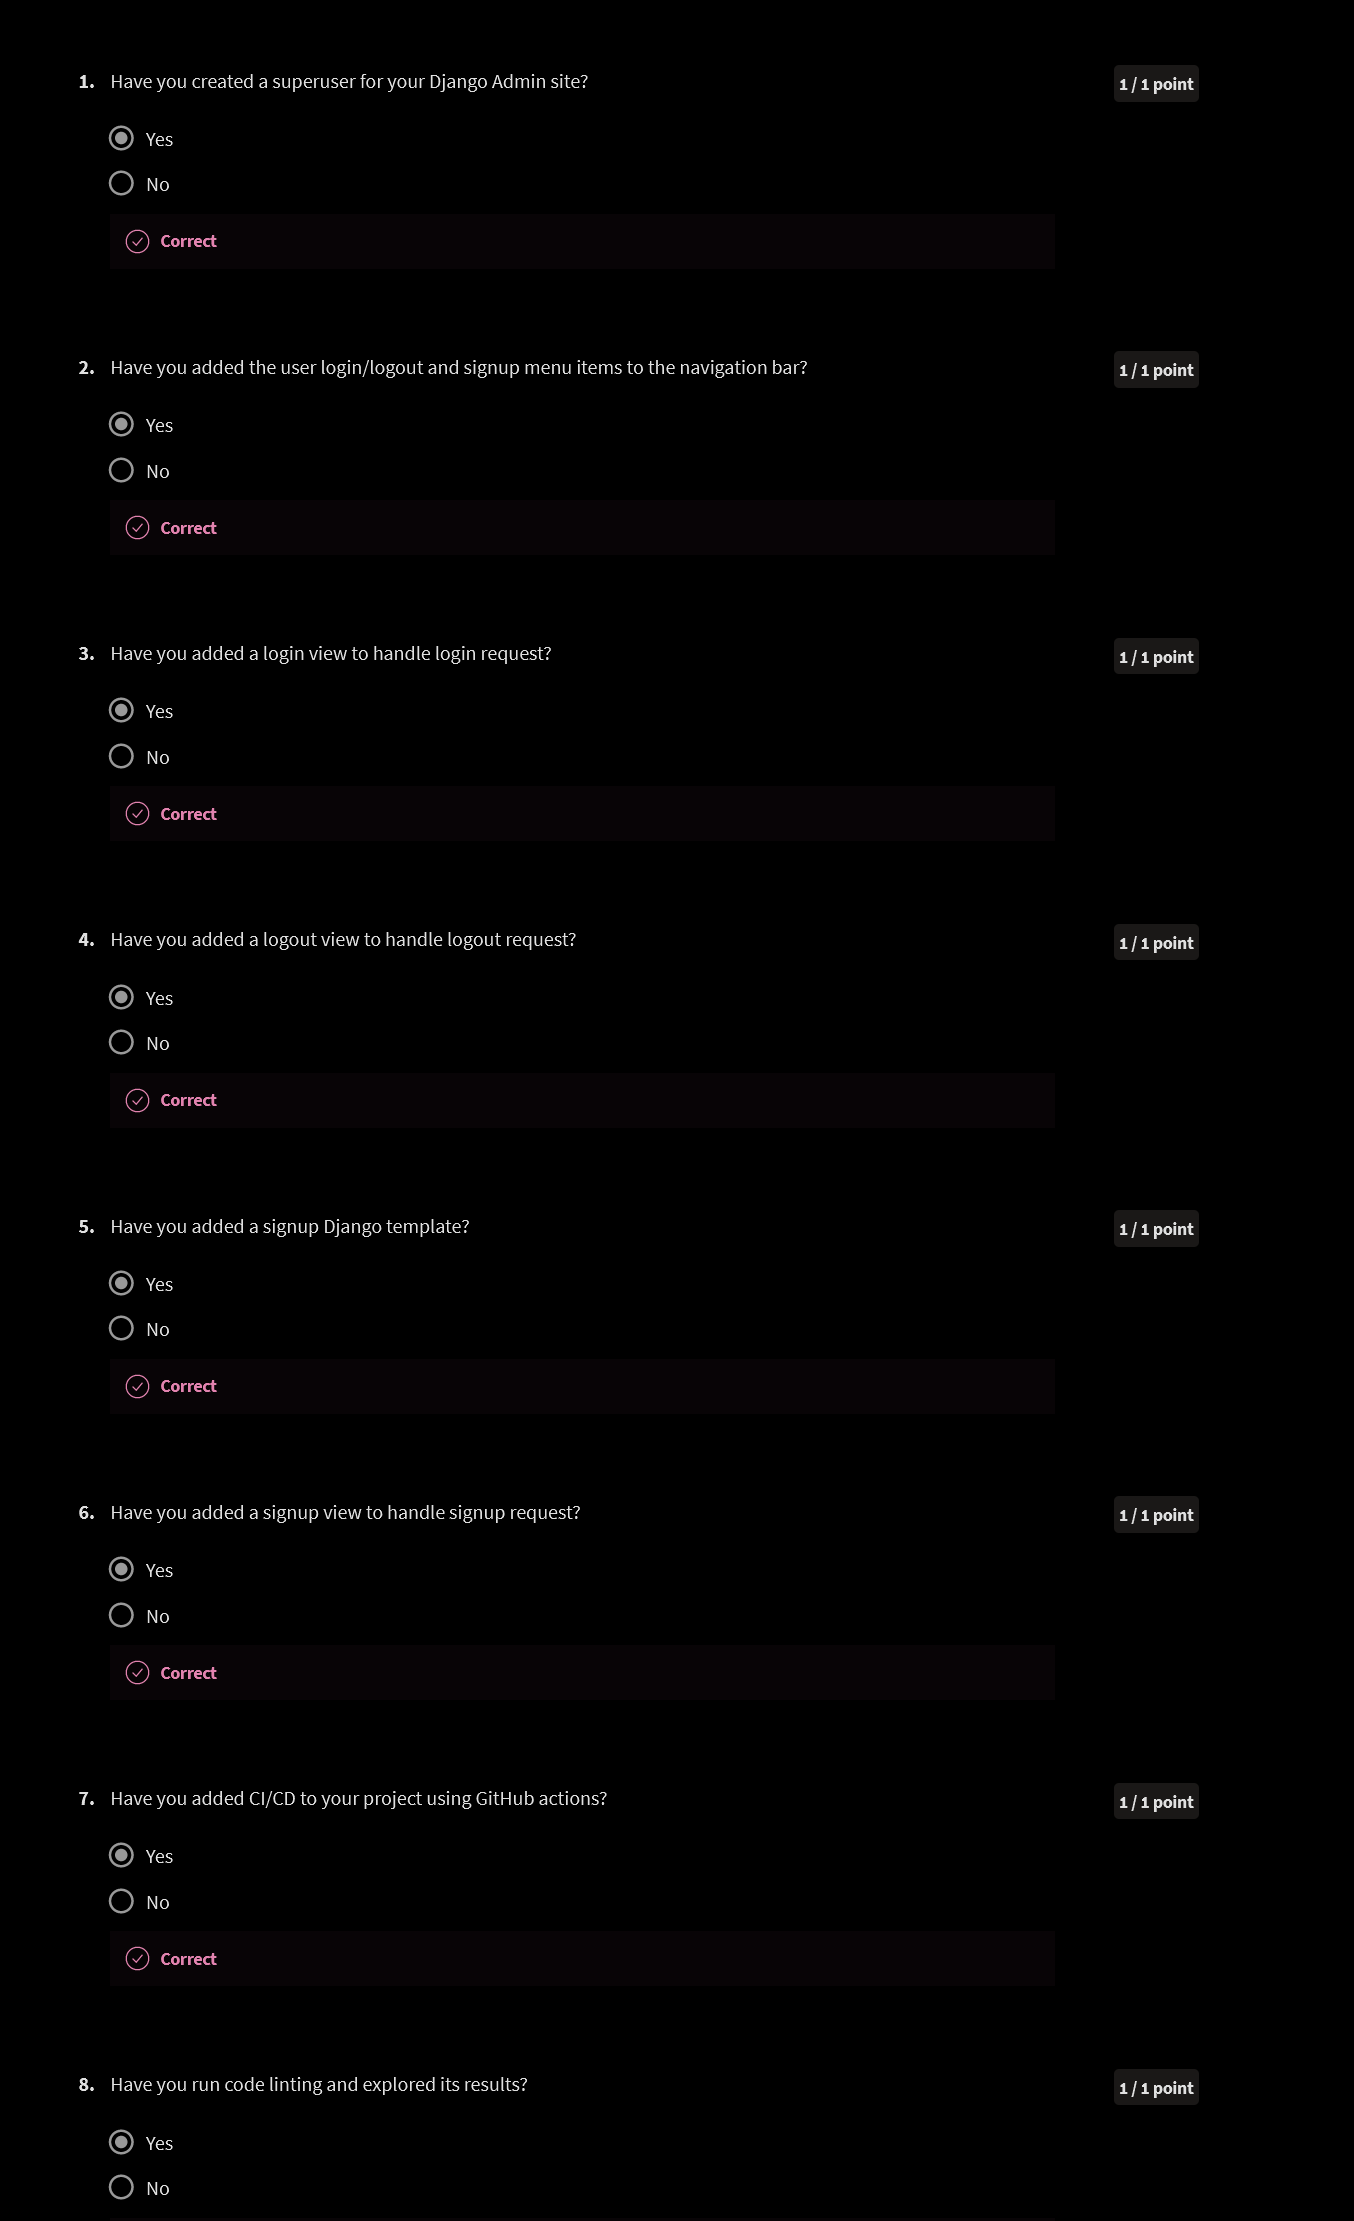 1. Have you created a superuser for your Django Admin site? 1 / 1 point
Yes
No
Correct
2. Have you added the user login/logout and signup menu items to the navigation bar? 1 / 1 point
Yes
No
Correct
3. Have you added a login view to handle login request? 1 / 1 point
Yes
No
Correct
4. Have you added a logout view to handle logout request? 1 / 1 point
Yes
No
Correct
5. Have you added a signup Django template? 1 / 1 point
Yes
No
Correct
6. Have you added a signup view to handle signup request? 1 / 1 point
Yes
No
Correct
7. Have you added CI/CD to your project using GitHub actions? 1 / 1 point
Yes
No
Correct
8. Have you run code linting and explored its results? 1 / 1 point
Yes
No